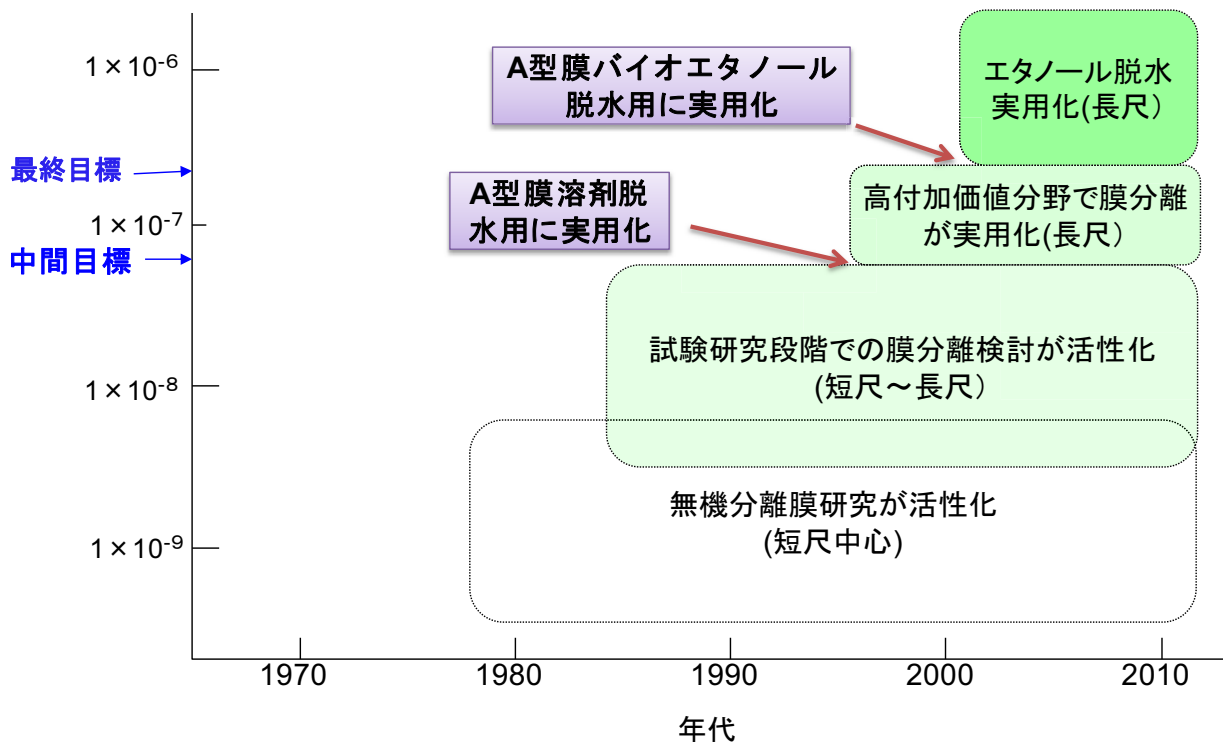 1×10-6
最終目標
1×10-7
中間目標
1×10-8
1×10-9
A型膜バイオエタノール
脱水用に実用化
A型膜溶剤脱
水用に実用化
エタノール脱水
実用化(長尺)
高付加価値分野で膜分離
が実用化(長尺)
試験研究段階での膜分離検討が活性化
(短尺~長尺)
無機分離膜研究が活性化
(短尺中心)
1970
1980
1990
2000
2010
年代